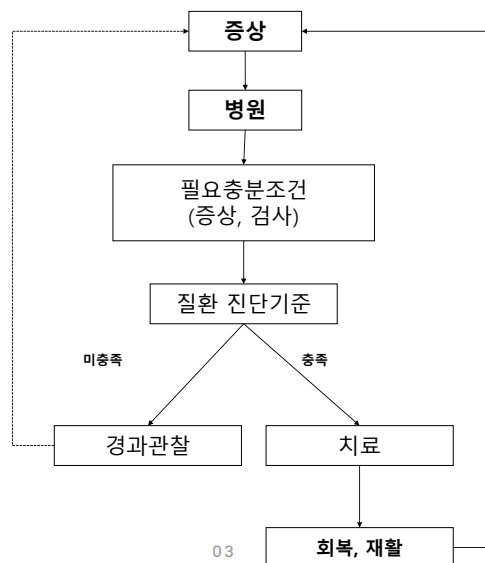 증상
병원
필요충분조건
(증상, 검사)
질환 진단기준
미충족
충족
경과관찰
치료
회복, 재활
03